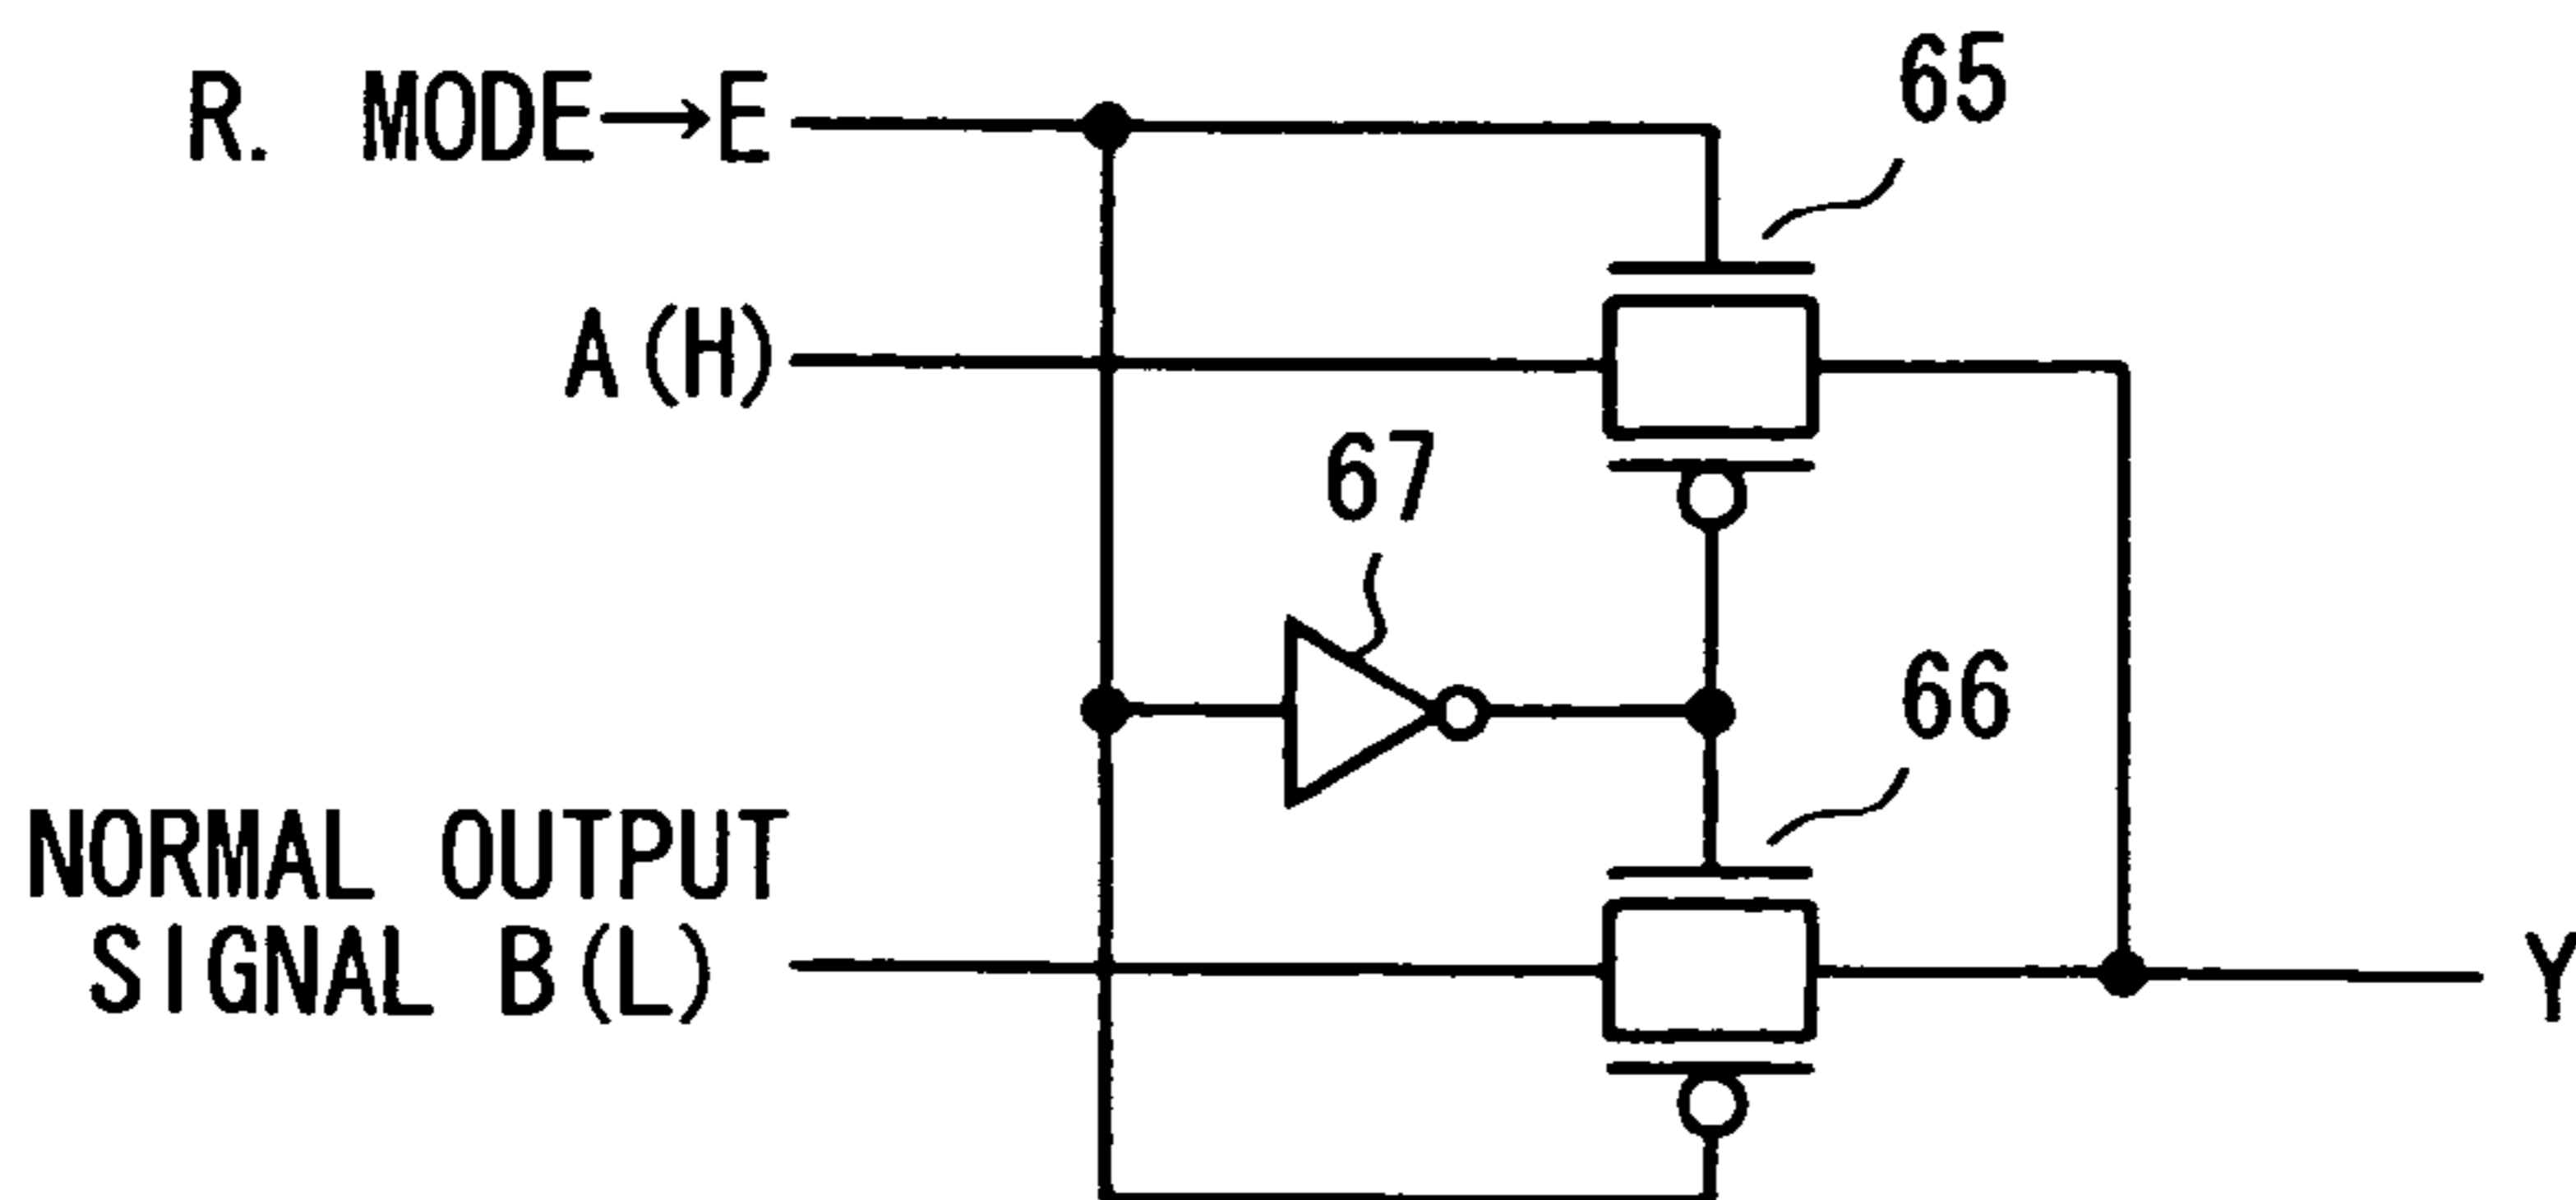 R. MODE→E
65
A(H)
67
66
NORMAL OUTPUT
SIGNAL B(L)
Y